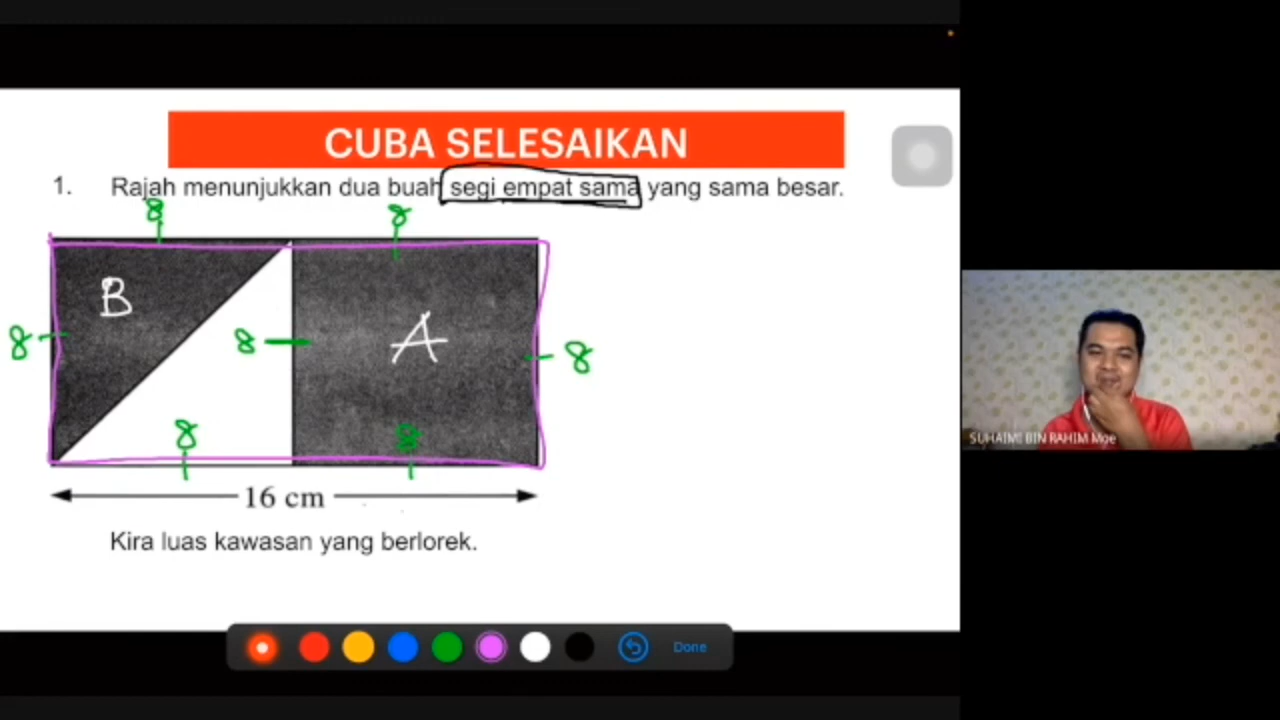 CUBA SELESAIKAN
1. Rajah menunjukkan dua buah segi empat sama yang sama besar.
8 8
B
8 8 A 8
8 8
16 cm
Kira luas kawasan yang berlorek.
SUHAIMI BIN RAHIM Moe
Done